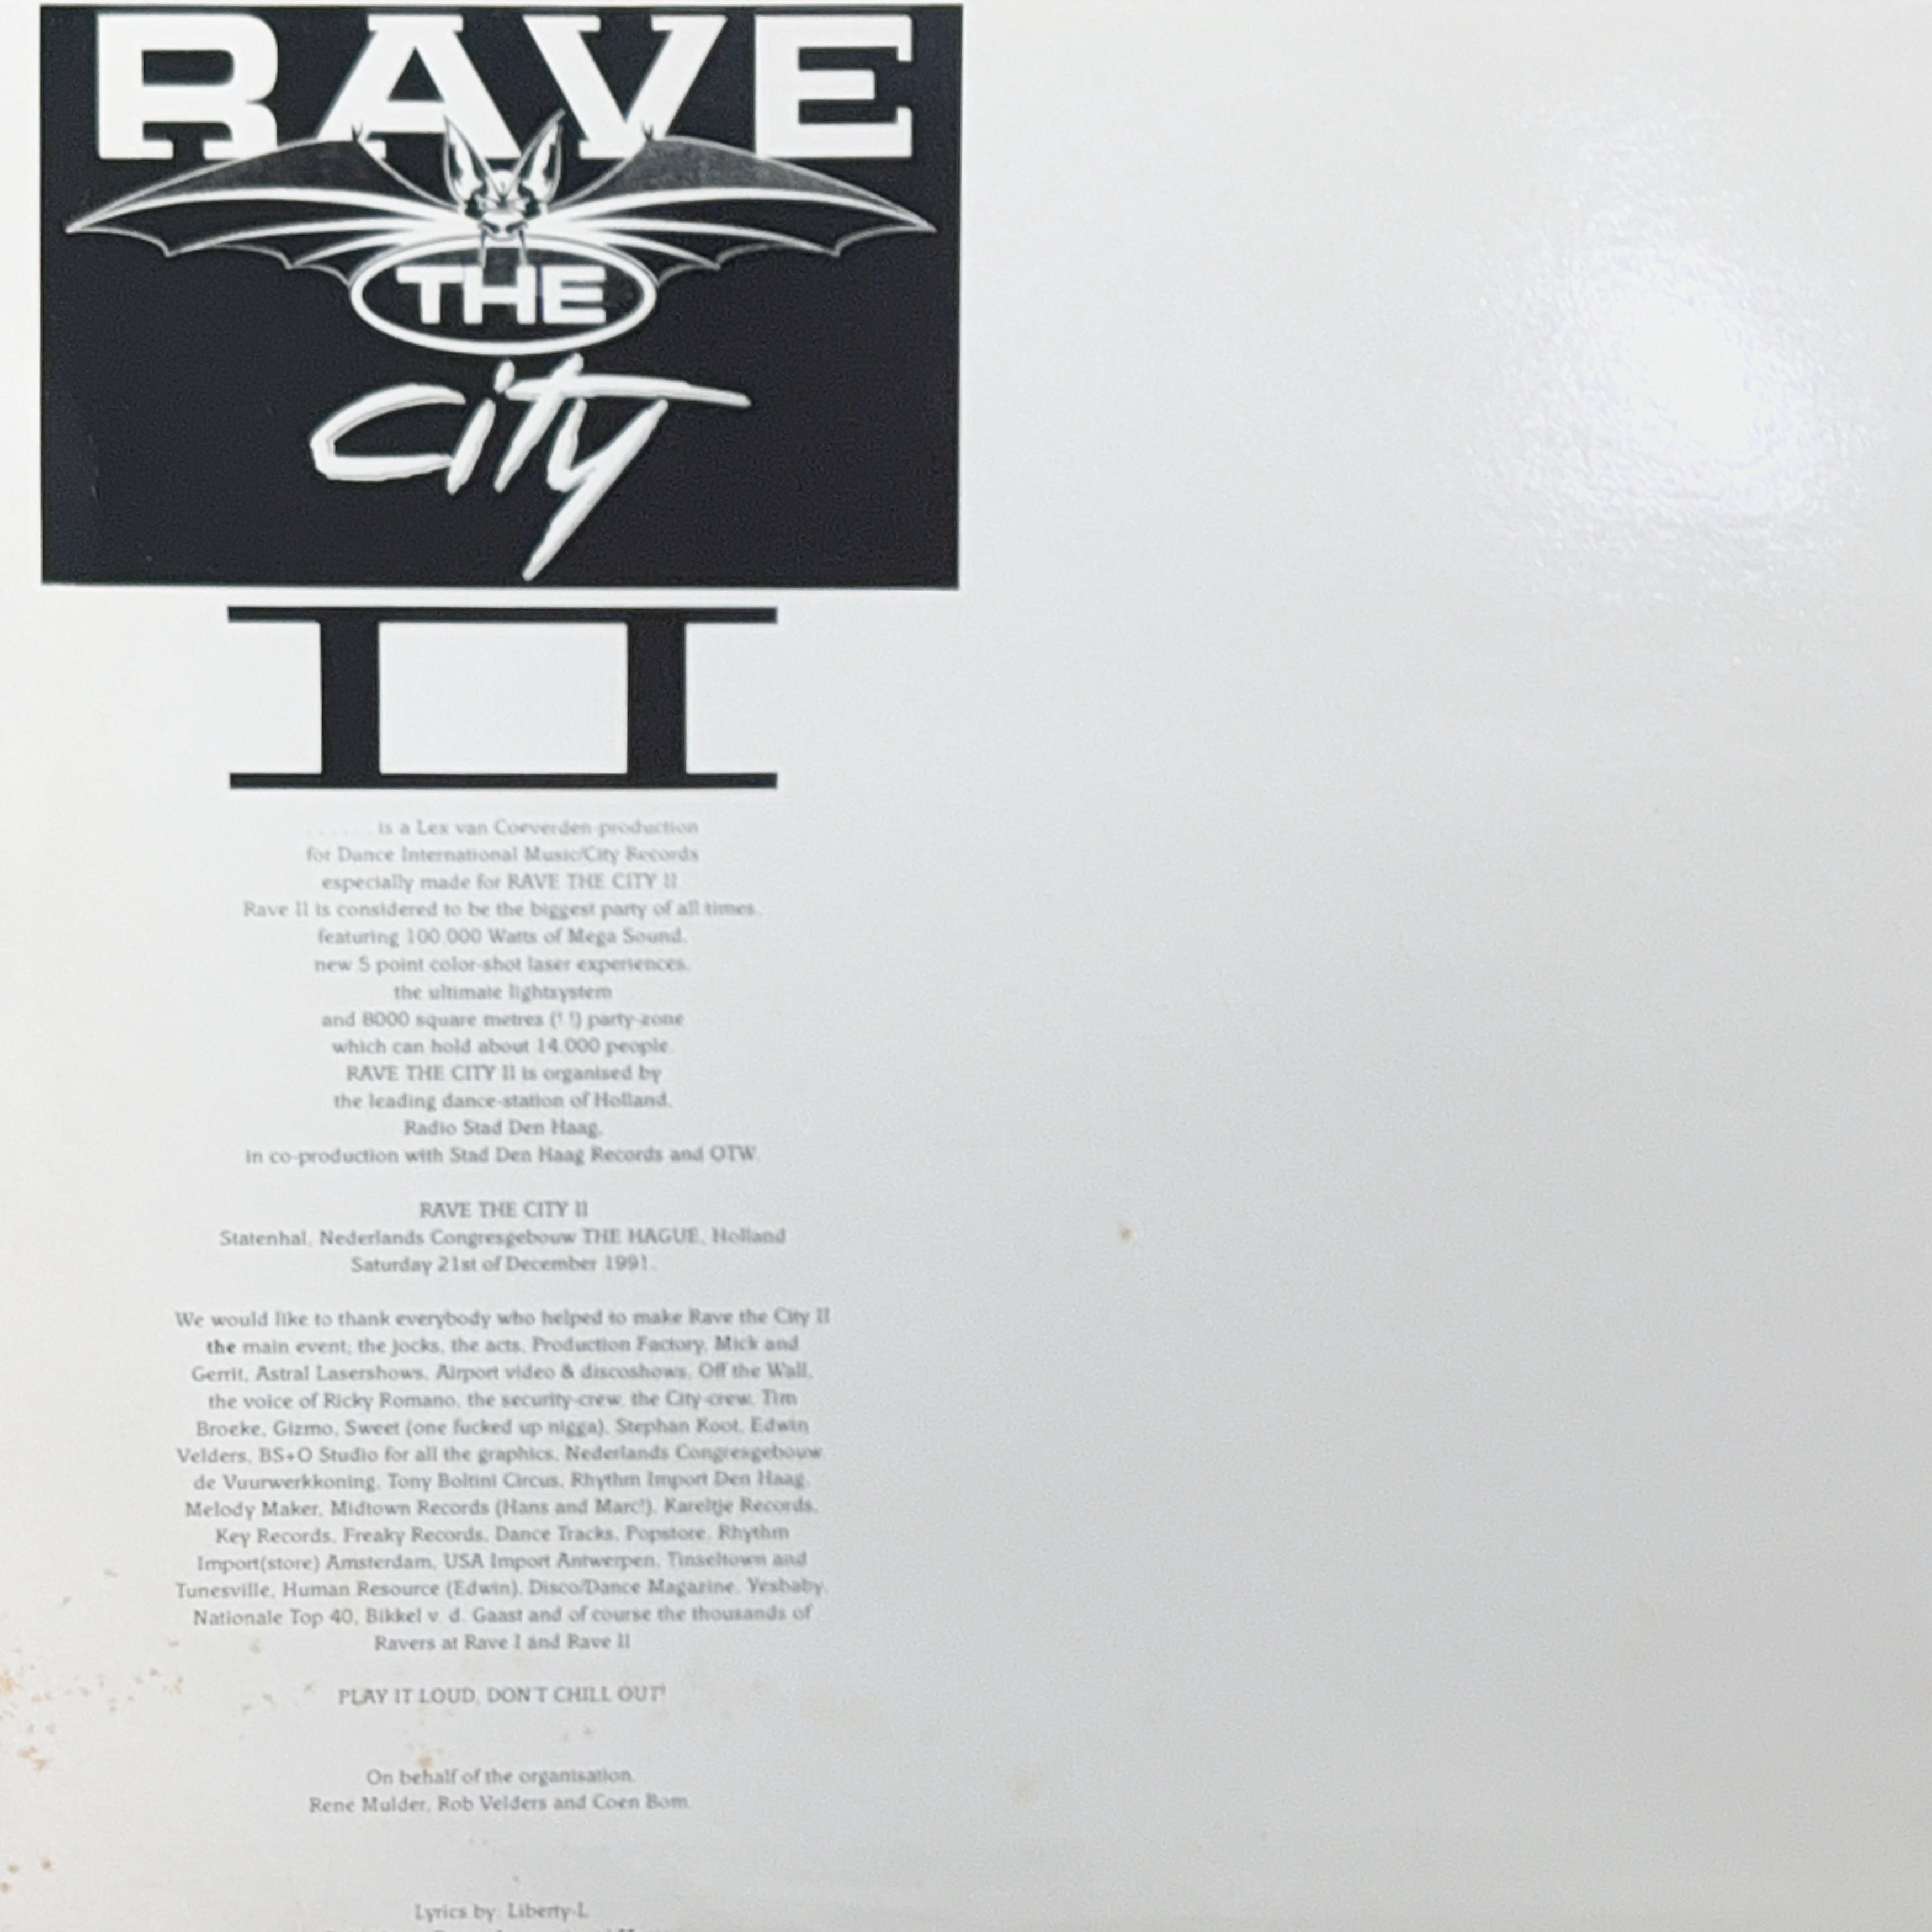 RAVE
THE
City
II
. . . . . . is a Lex van Coeverden-production
for Dance International Music/City Records
especially made for RAVE THE CITY II
Rave II is considered to be the biggest party of all times,
featuring 100.000 Watts of Mega Sound,
new 5 point color-shot laser experiences,
the ultimate lightsystem
and 8000 square metres (! !) party-zone
which can hold about 14.000 people.
RAVE THE CITY II is organised by
the leading dance-station of Holland,
Radio Stad Den Haag,
in co-production with Stad Den Haag Records and OTW.
RAVE THE CITY II
Statenhal, Nederlands Congresgebouw THE HAGUE, Holland
Saturday 21st of December 1991.
We would like to thank everybody who helped to make Rave the City II
the main event; the jocks, the acts, Production Factory, Mick and
Gerrit, Astral Lasershows, Airport video & discoshows, Off the Wall,
the voice of Ricky Romano, the security-crew, the City-crew, Tim
Broeke, Gizmo, Sweet (one fucked up nigga), Stephan Koot, Edwin
Velders, BS+O Studio for all the graphics, Nederlands Congresgebouw
de Vuurwerkkoning, Tony Boltini Circus, Rhythm Import Den Haag,
Melody Maker, Midtown Records (Hans and Marc!), Kareltje Records,
Key Records, Freaky Records, Dance Tracks, Popstore, Rhythm
Import(store) Amsterdam, USA Import Antwerpen, Tinseltown and
Tunesville, Human Resource (Edwin), Disco/Dance Magazine, Yesbaby,
Nationale Top 40, Bikkel v. d. Gaast and of course the thousands of
Ravers at Rave I and Rave II
PLAY IT LOUD, DON'T CHILL OUT!
On behalf of the organisation,
René Mulder, Rob Velders and Coen Bom.
Lyrics by: Liberty-L